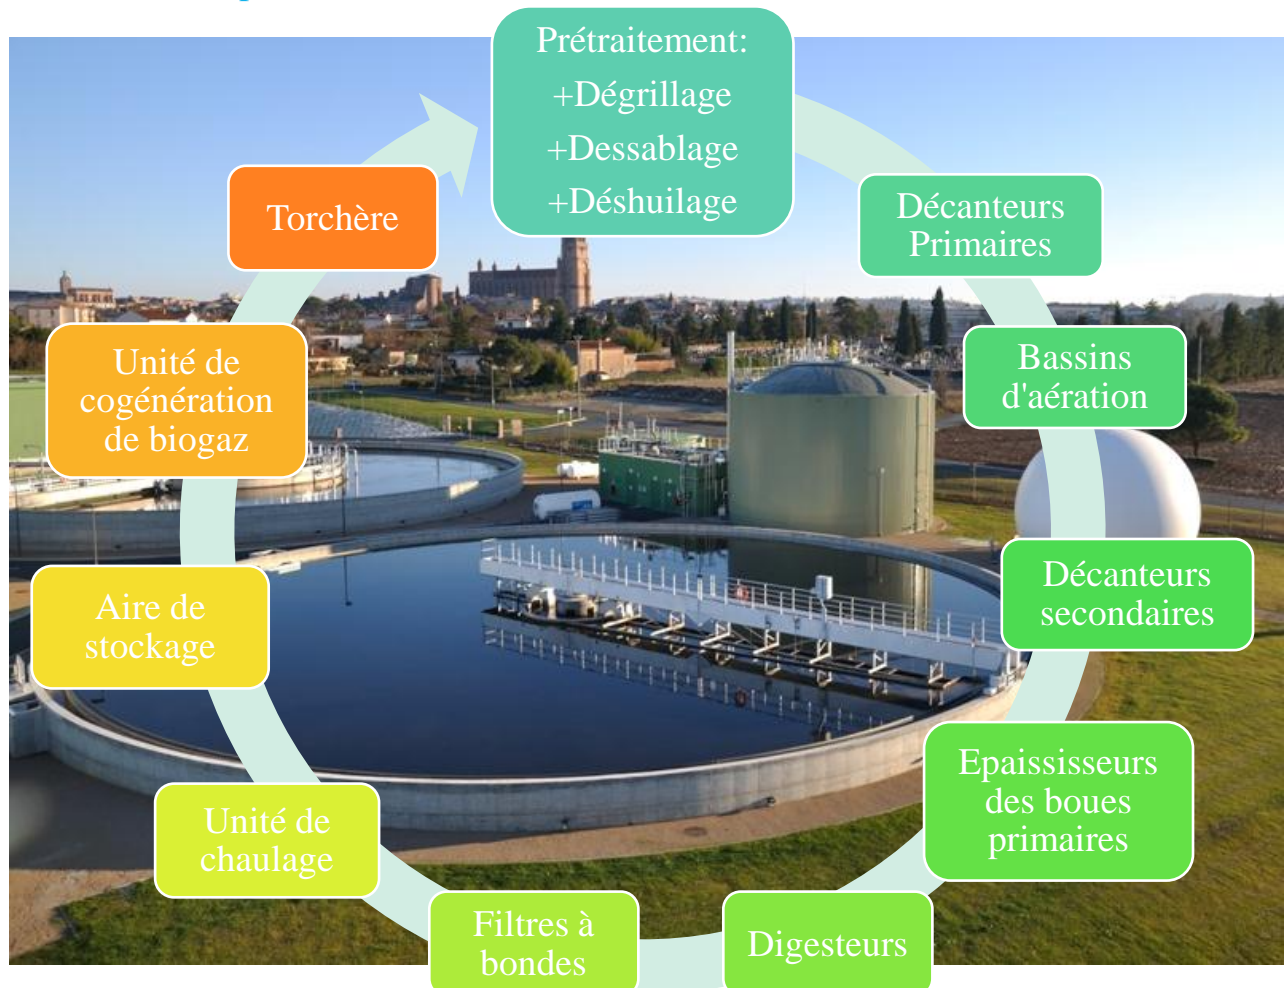 Prétraitement:
+Dégrillage
+Dessablage
+Déshuilage
Décanteurs
Primaires
Bassins
d'aération
Décanteurs
secondaires
Epaississeurs
des boues
primaires
Digesteurs
Filtres à
bondes
Unité de
chaulage
Aire de
stockage
Unité de
cogénération
de biogaz
Torchère